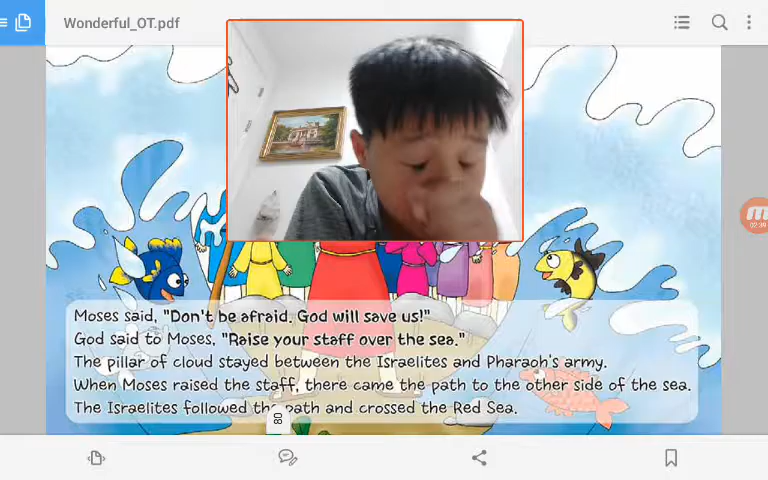 Wonderful_OT.pdf
02:39
Moses said, "Don't be afraid. God will save us!"
God said to Moses, "Raise your staff over the sea."
The pillar of cloud stayed between the Israelites and Pharaoh's army.
When Moses raised the staff, there came the path to the other side of the sea.
The Israelites followed the path and crossed the Red Sea.
80